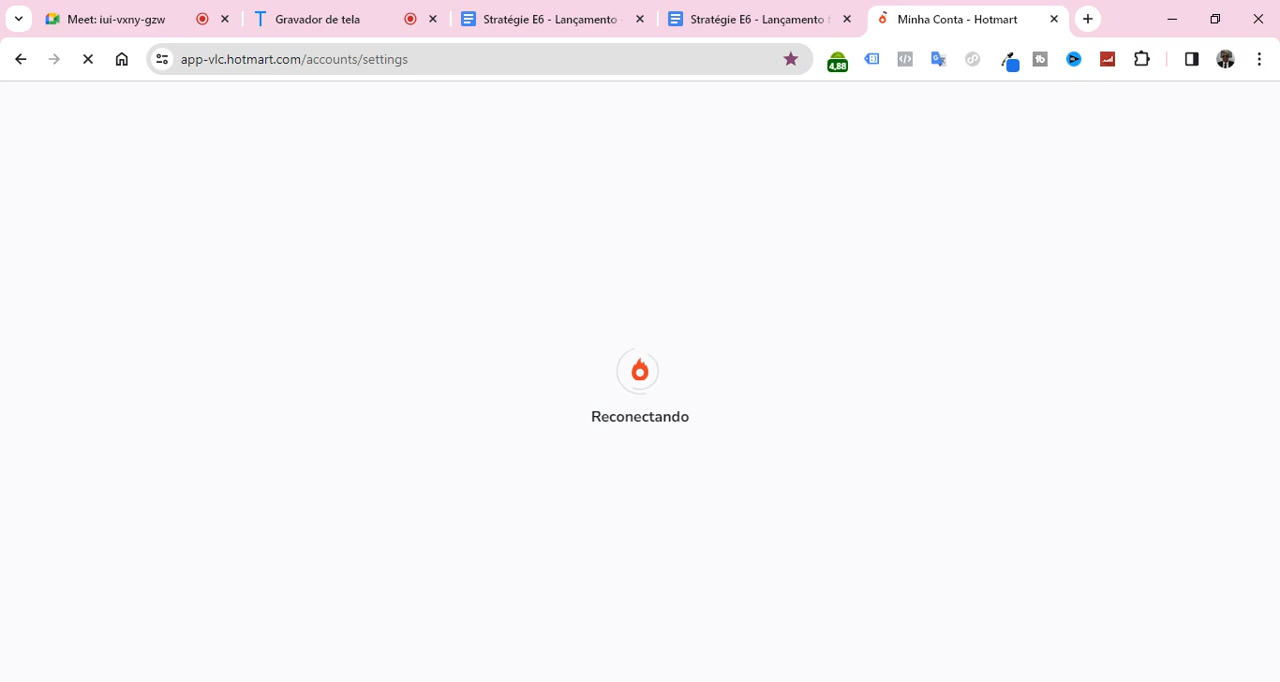 Meet: iui-vxny-gzw
Gravador de tela
Stratégie E6 - Lançamento
Stratégie E6 - Lançamento
Minha Conta - Hotmart
app-vlc.hotmart.com/accounts/settings
4,88
Reconectando